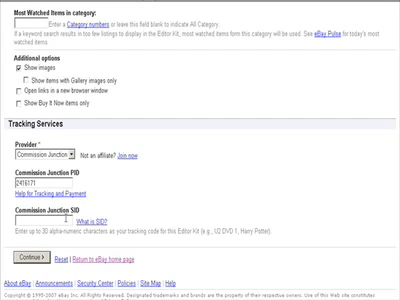 Most Watched Items in category:
Enter a Category numbers or leave this field blank to indicate All Category.
If a keyword search results in too few listings to display in the Editor Kit, most watched items form this category will be used. See eBay Pulse for today's most
watched items.
Additional options
Show images
Show items with Gallery images only
Open links in a new browser window
Show Buy It Now items only
Tracking Services
Provider *
Commission Junction Not an affiliate? Join now
Commission Junction PID
2416171
Help for Tracking and Payment
Commission Junction SID
What is SID?
Enter up to 30 alpha-numeric characters as your tracking code for this Editor Kit (e.g., U2 DVD 1, Harry Potter).
Continue > Reset | Return to eBay home page
About eBay | Announcements | Security Center | Policies | Site Map | Help
Copyright © 1995-2007 eBay Inc. All Rights Reserved. Designated trademarks and brands are the property of their respective owners. Use of this Web site constitutes